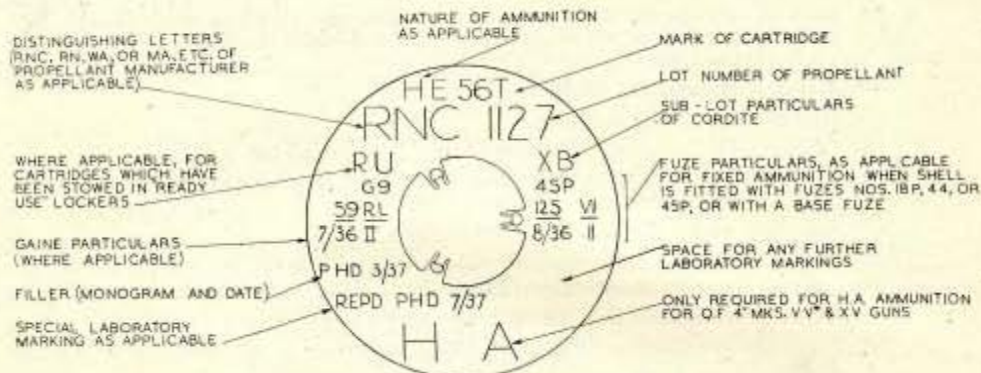 NATURE OF AMMUNITION
AS APPLICABLE
DISTINGUISHING LETTERS
(RNC, RN, WA, OR MA, ETC. OF
PROPELLANT MANUFACTURER
AS APPLICABLE)
MARK OF CARTRIDGE
LOT NUMBER OF PROPELLANT
SUB-LOT PARTICULARS
OF CORDITE
WHERE APPLICABLE, FOR
CARTRIDGES WHICH HAVE
BEEN STOWED IN "READY
USE" LOCKERS
FUZE PARTICULARS, AS APPLICABLE
FOR FIXED AMMUNITION WHEN SHELL
IS FITTED WITH FUZES NOS. 18P, 44, OR
45P, OR WITH A BASE FUZE
GAINE PARTICULARS
(WHERE APPLICABLE)
SPACE FOR ANY FURTHER
LABORATORY MARKINGS
FILLER (MONOGRAM AND DATE)
SPECIAL LABORATORY
MARKING AS APPLICABLE
ONLY REQUIRED FOR H.A. AMMUNITION
FOR Q.F. 4" MKS. V V* & XV GUNS
HE 56T
RNC 1127
RU XB
G9 45P
59 RL 125 VI
7/36 II 8/36 II
PHD 3/37
REPD PHD 7/37
H A